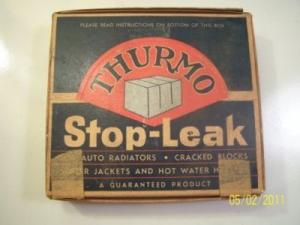 PLEASE READ INSTRUCTIONS ON BOTTOM OF THIS BOX
THURMO
Stop-Leak
AUTO RADIATORS • CRACKED BLOCKS
JACKETS AND HOT WATER
A GUARANTEED PRODUCT
05/02/2011